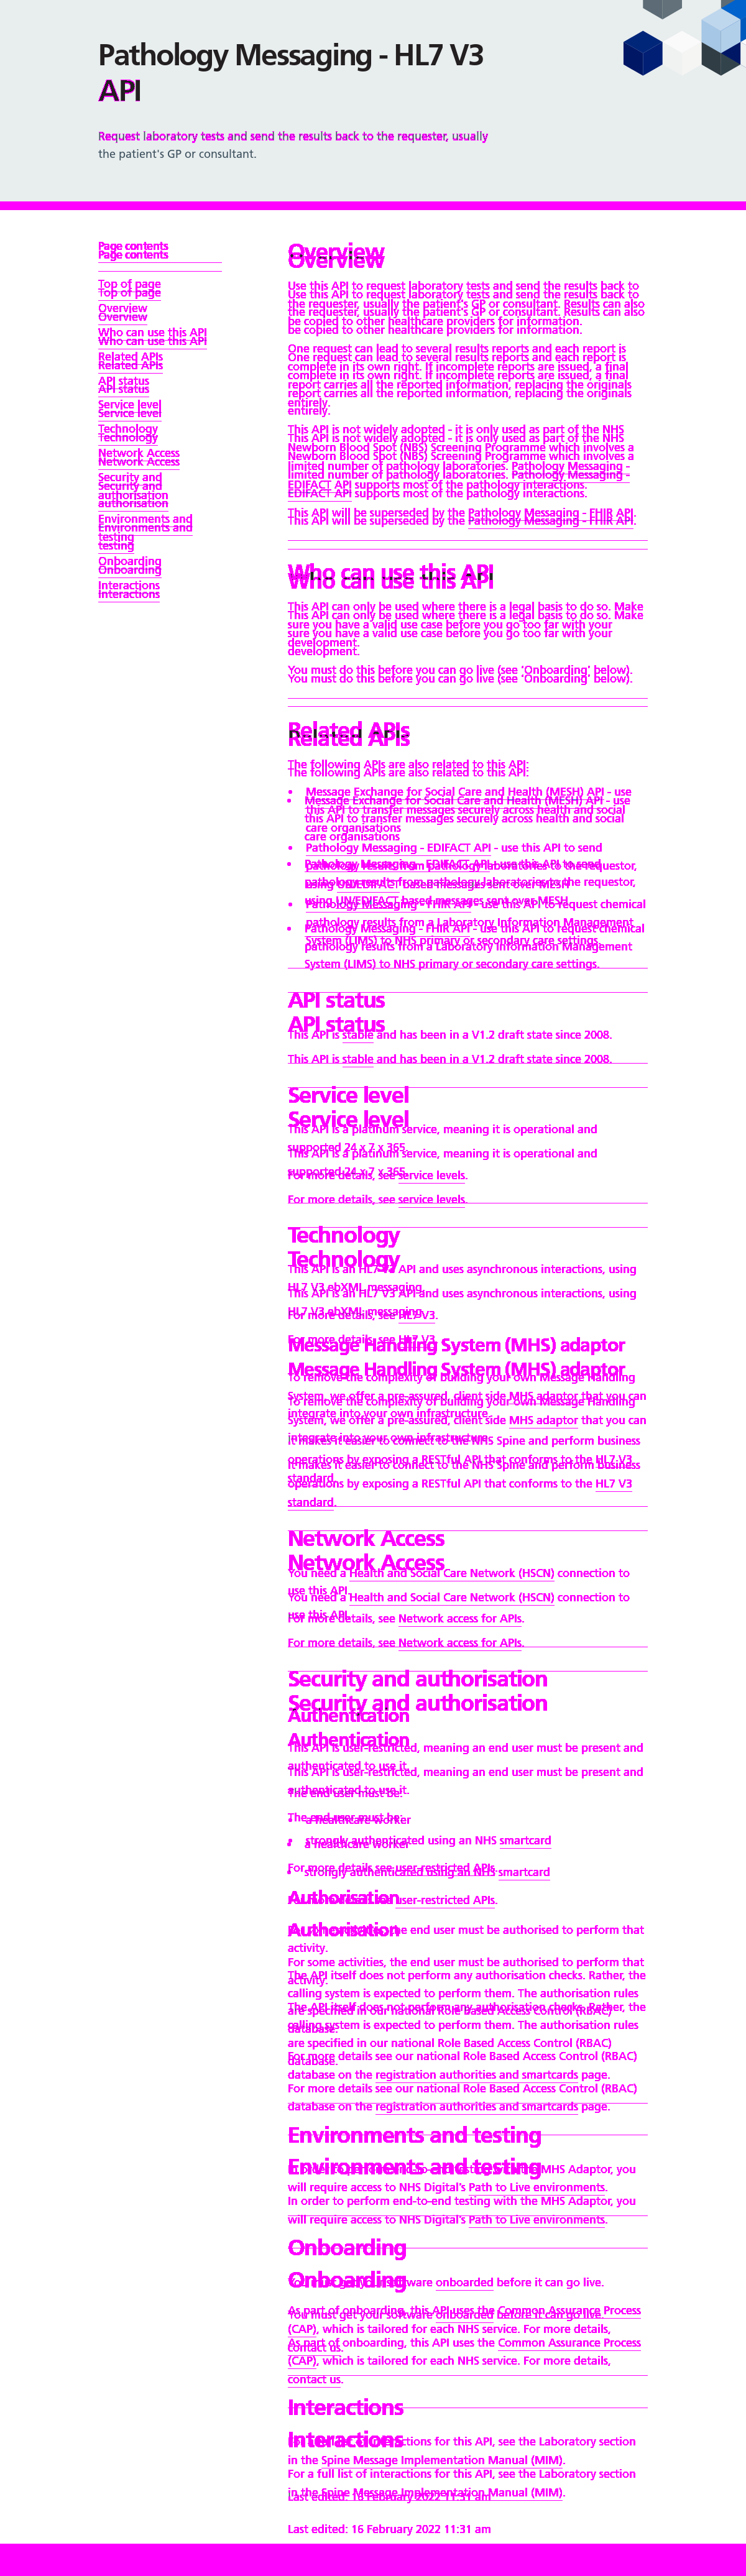 Pathology Messaging - HL7 V3
API
Request laboratory tests and send the results back to the requester, usually
the patient's GP or consultant.
Page contents
Top of page
Overview
Who can use this API
Related APIs
API status
Service level
Technology
Network Access
Security and
authorisation
Environments and
testing
Onboarding
Interactions
Overview
Use this API to request laboratory tests and send the results back to
the requester, usually the patient's GP or consultant. Results can also
be copied to other healthcare providers for information.
One request can lead to several results reports and each report is
complete in its own right. If incomplete reports are issued, a final
report carries all the reported information, replacing the originals
entirely.
This API is not widely adopted - it is only used as part of the NHS
Newborn Blood Spot (NBS) Screening Programme which involves a
limited number of pathology laboratories. Pathology Messaging -
EDIFACT API supports most of the pathology interactions.
This API will be superseded by the Pathology Messaging - FHIR API.
Who can use this API
This API can only be used where there is a legal basis to do so. Make
sure you have a valid use case before you go too far with your
development.
You must do this before you can go live (see 'Onboarding' below).
Related APIs
The following APIs are also related to this API:
• Message Exchange for Social Care and Health (MESH) API - use
this API to transfer messages securely across health and social
care organisations
• Pathology Messaging - EDIFACT API - use this API to send
pathology results from pathology laboratories to the requester,
using UN/EDIFACT based messages sent over MESH
• Pathology Messaging - FHIR API - use this API to request chemical
pathology results from a Laboratory Information Management
System (LIMS) to NHS primary or secondary care settings.
API status
This API is stable and has been in a V1.2 draft state since 2008.
Service level
This API is a platinum service, meaning it is operational and
supported 24 x 7 x 365.
For more details, see service levels.
Technology
This API is an HL7 V3 API and uses asynchronous interactions, using
HL7 V3 ebXML messaging.
For more details, see HL7 V3.
Message Handling System (MHS) adaptor
To remove the complexity of building your own Message Handling
System, we offer a pre-assured, client side MHS adaptor that you can
integrate into your own infrastructure.
It makes it easier to connect to the NHS Spine and perform business
operations by exposing a RESTful API that conforms to the HL7 V3
standard.
Network Access
You need a Health and Social Care Network (HSCN) connection to
use this API.
For more details, see Network access for APIs.
Security and authorisation
Authentication
This API is user-restricted, meaning an end user must be present and
authenticated to use it.
The end user must be:
• a healthcare worker
• strongly authenticated using an NHS smartcard
For more details see user-restricted APIs.
Authorisation
For some activities, the end user must be authorised to perform that
activity.
The API itself does not perform any authorisation checks. Rather, the
calling system is expected to perform them. The authorisation rules
are specified in our national Role Based Access Control (RBAC)
database.
For more details see our national Role Based Access Control (RBAC)
database on the registration authorities and smartcards page.
Environments and testing
In order to perform end-to-end testing with the MHS Adaptor, you
will require access to NHS Digital's Path to Live environments.
Onboarding
You must get your software onboarded before it can go live.
As part of onboarding, this API uses the Common Assurance Process
(CAP), which is tailored for each NHS service. For more details,
contact us.
Interactions
For a full list of interactions for this API, see the Laboratory section
in the Spine Message Implementation Manual (MIM).
Last edited: 16 February 2022 11:31 am